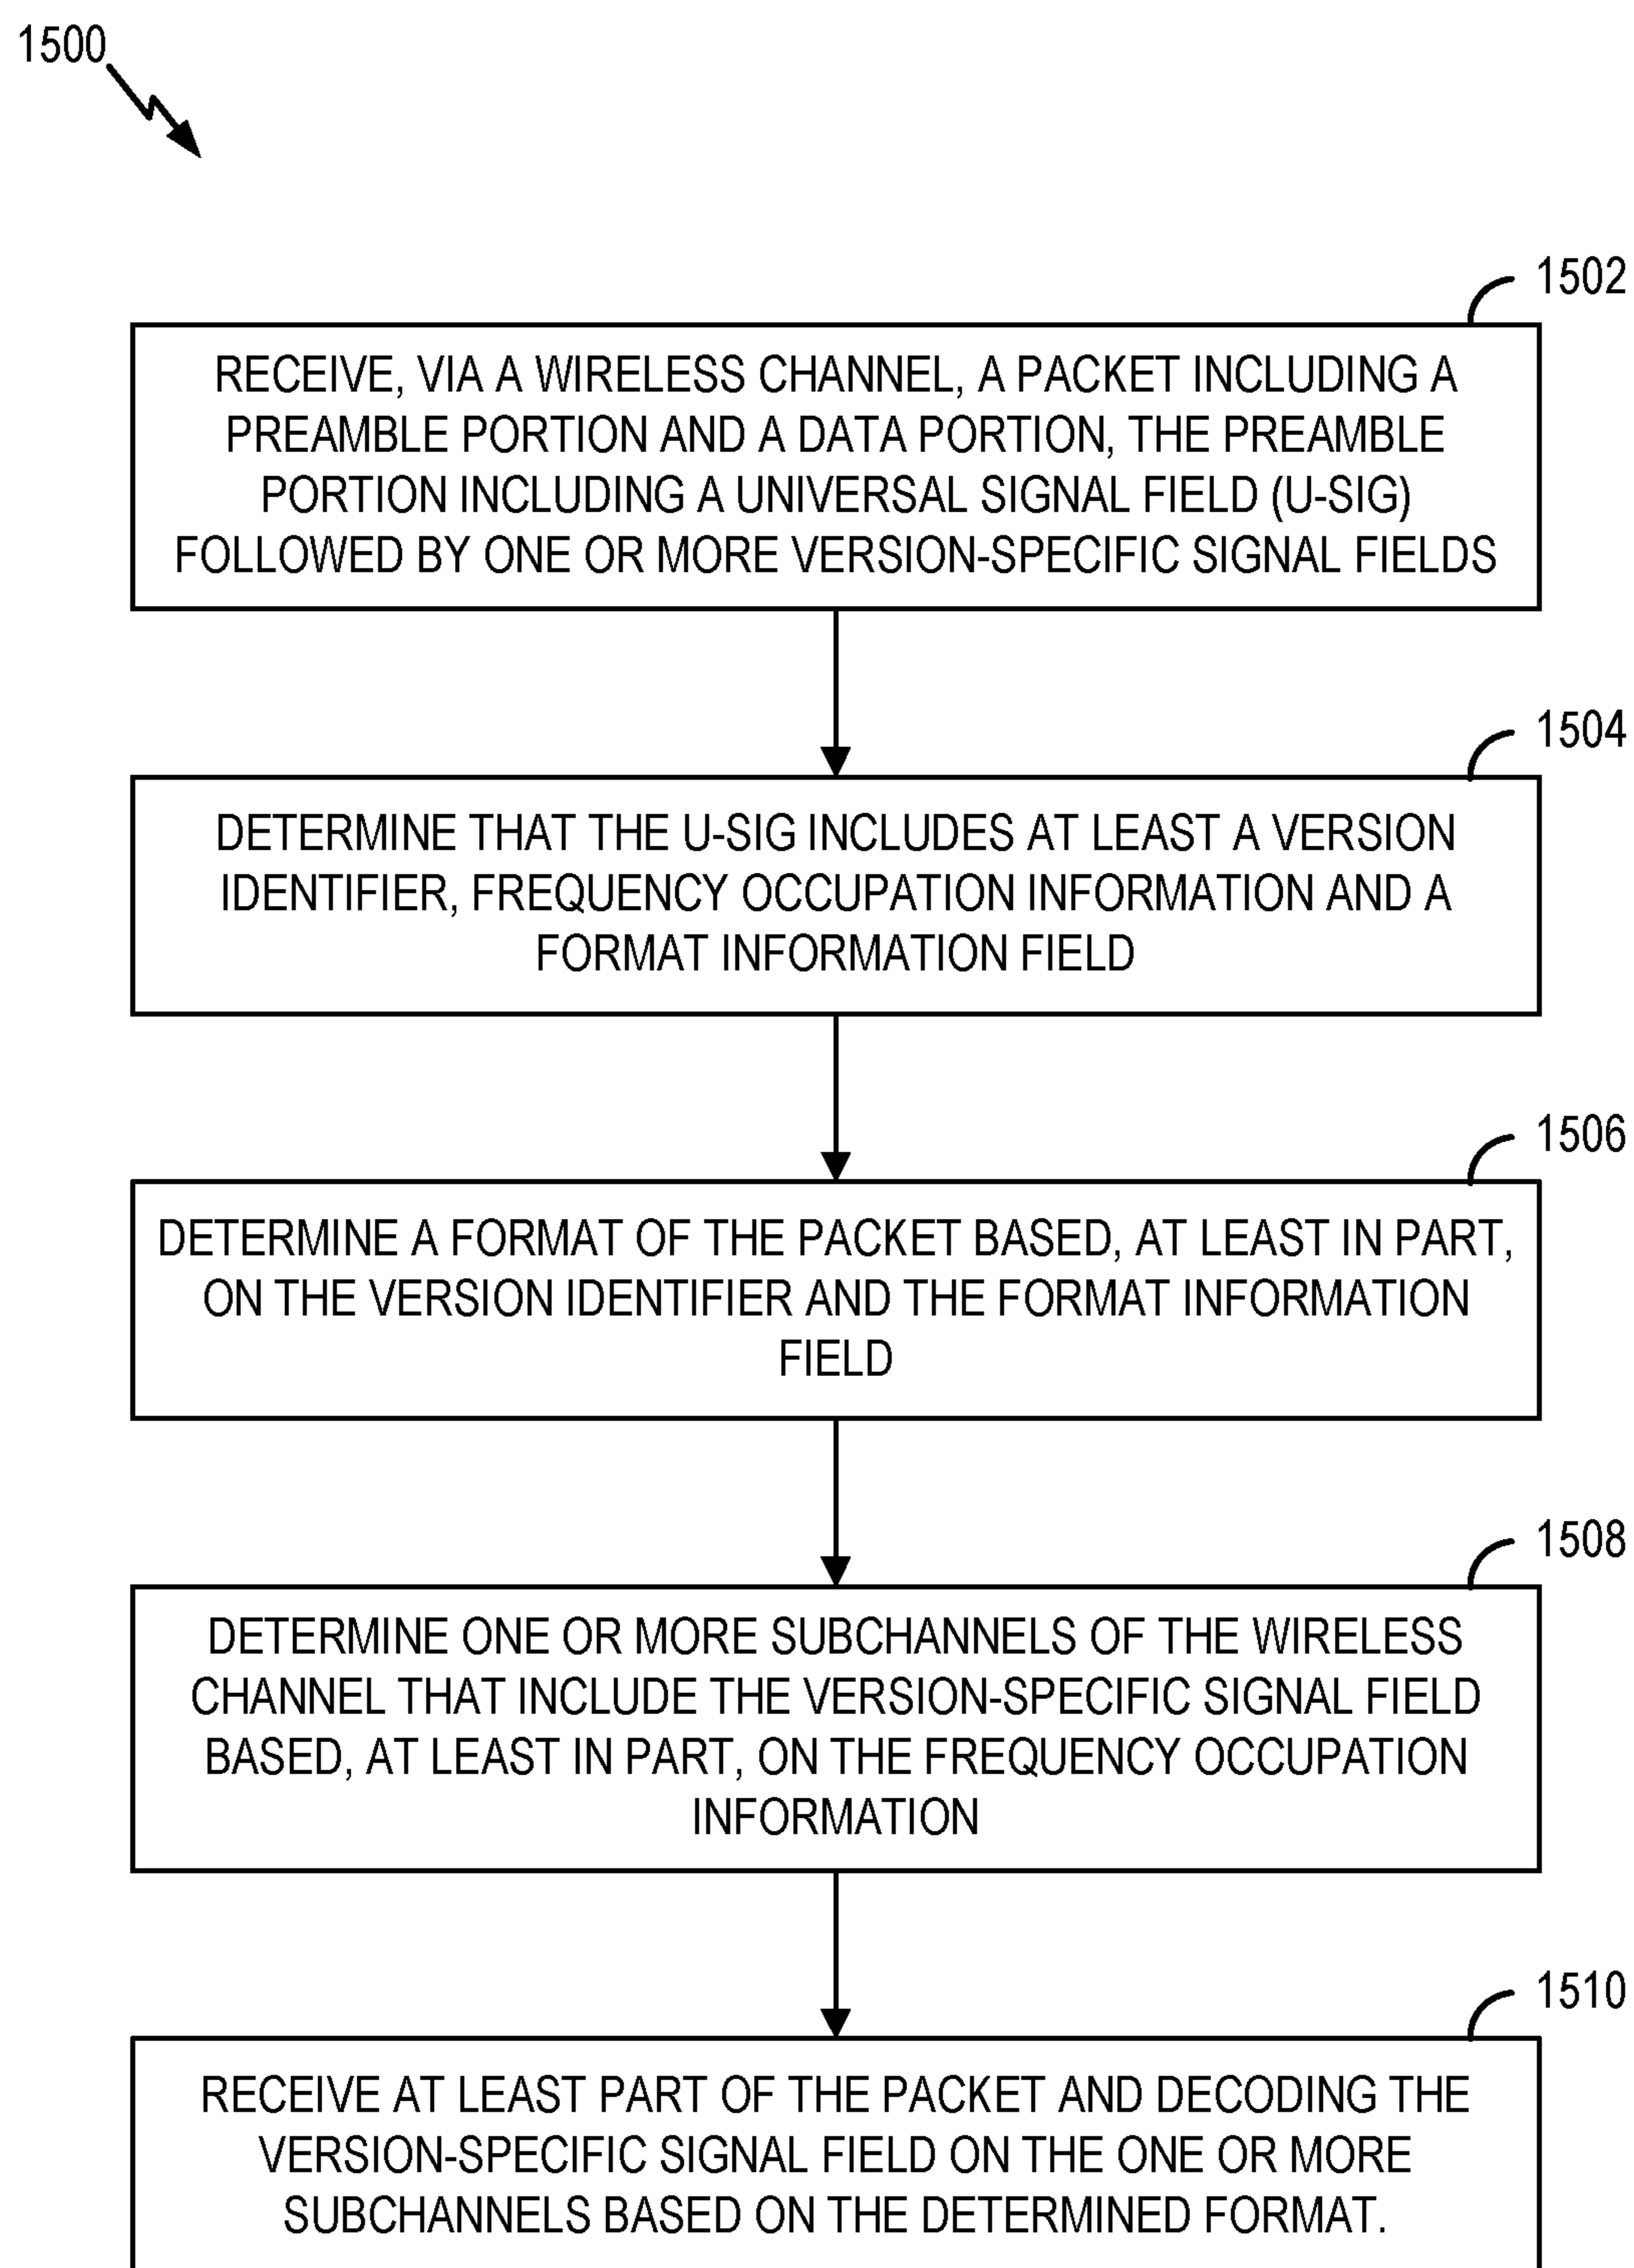 1500
1502
RECEIVE, VIA A WIRELESS CHANNEL, A PACKET INCLUDING A
PREAMBLE PORTION AND A DATA PORTION, THE PREAMBLE
PORTION INCLUDING A UNIVERSAL SIGNAL FIELD (U-SIG)
FOLLOWED BY ONE OR MORE VERSION-SPECIFIC SIGNAL FIELDS
1504
DETERMINE THAT THE U-SIG INCLUDES AT LEAST A VERSION
IDENTIFIER, FREQUENCY OCCUPATION INFORMATION AND A
FORMAT INFORMATION FIELD
1506
DETERMINE A FORMAT OF THE PACKET BASED, AT LEAST IN PART,
ON THE VERSION IDENTIFIER AND THE FORMAT INFORMATION
FIELD
1508
DETERMINE ONE OR MORE SUBCHANNELS OF THE WIRELESS
CHANNEL THAT INCLUDE THE VERSION-SPECIFIC SIGNAL FIELD
BASED, AT LEAST IN PART, ON THE FREQUENCY OCCUPATION
INFORMATION
1510
RECEIVE AT LEAST PART OF THE PACKET AND DECODING THE
VERSION-SPECIFIC SIGNAL FIELD ON THE ONE OR MORE
SUBCHANNELS BASED ON THE DETERMINED FORMAT.